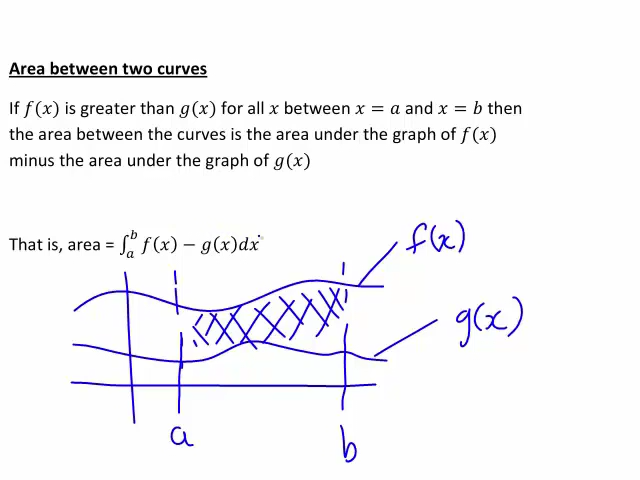 Area between two curves
If f(x) is greater than g(x) for all x between x = a and x = b then
the area between the curves is the area under the graph of f(x)
minus the area under the graph of g(x)
That is, area = ∫ₐᵇ f(x) − g(x)dx
f(x)
g(x)
a
b